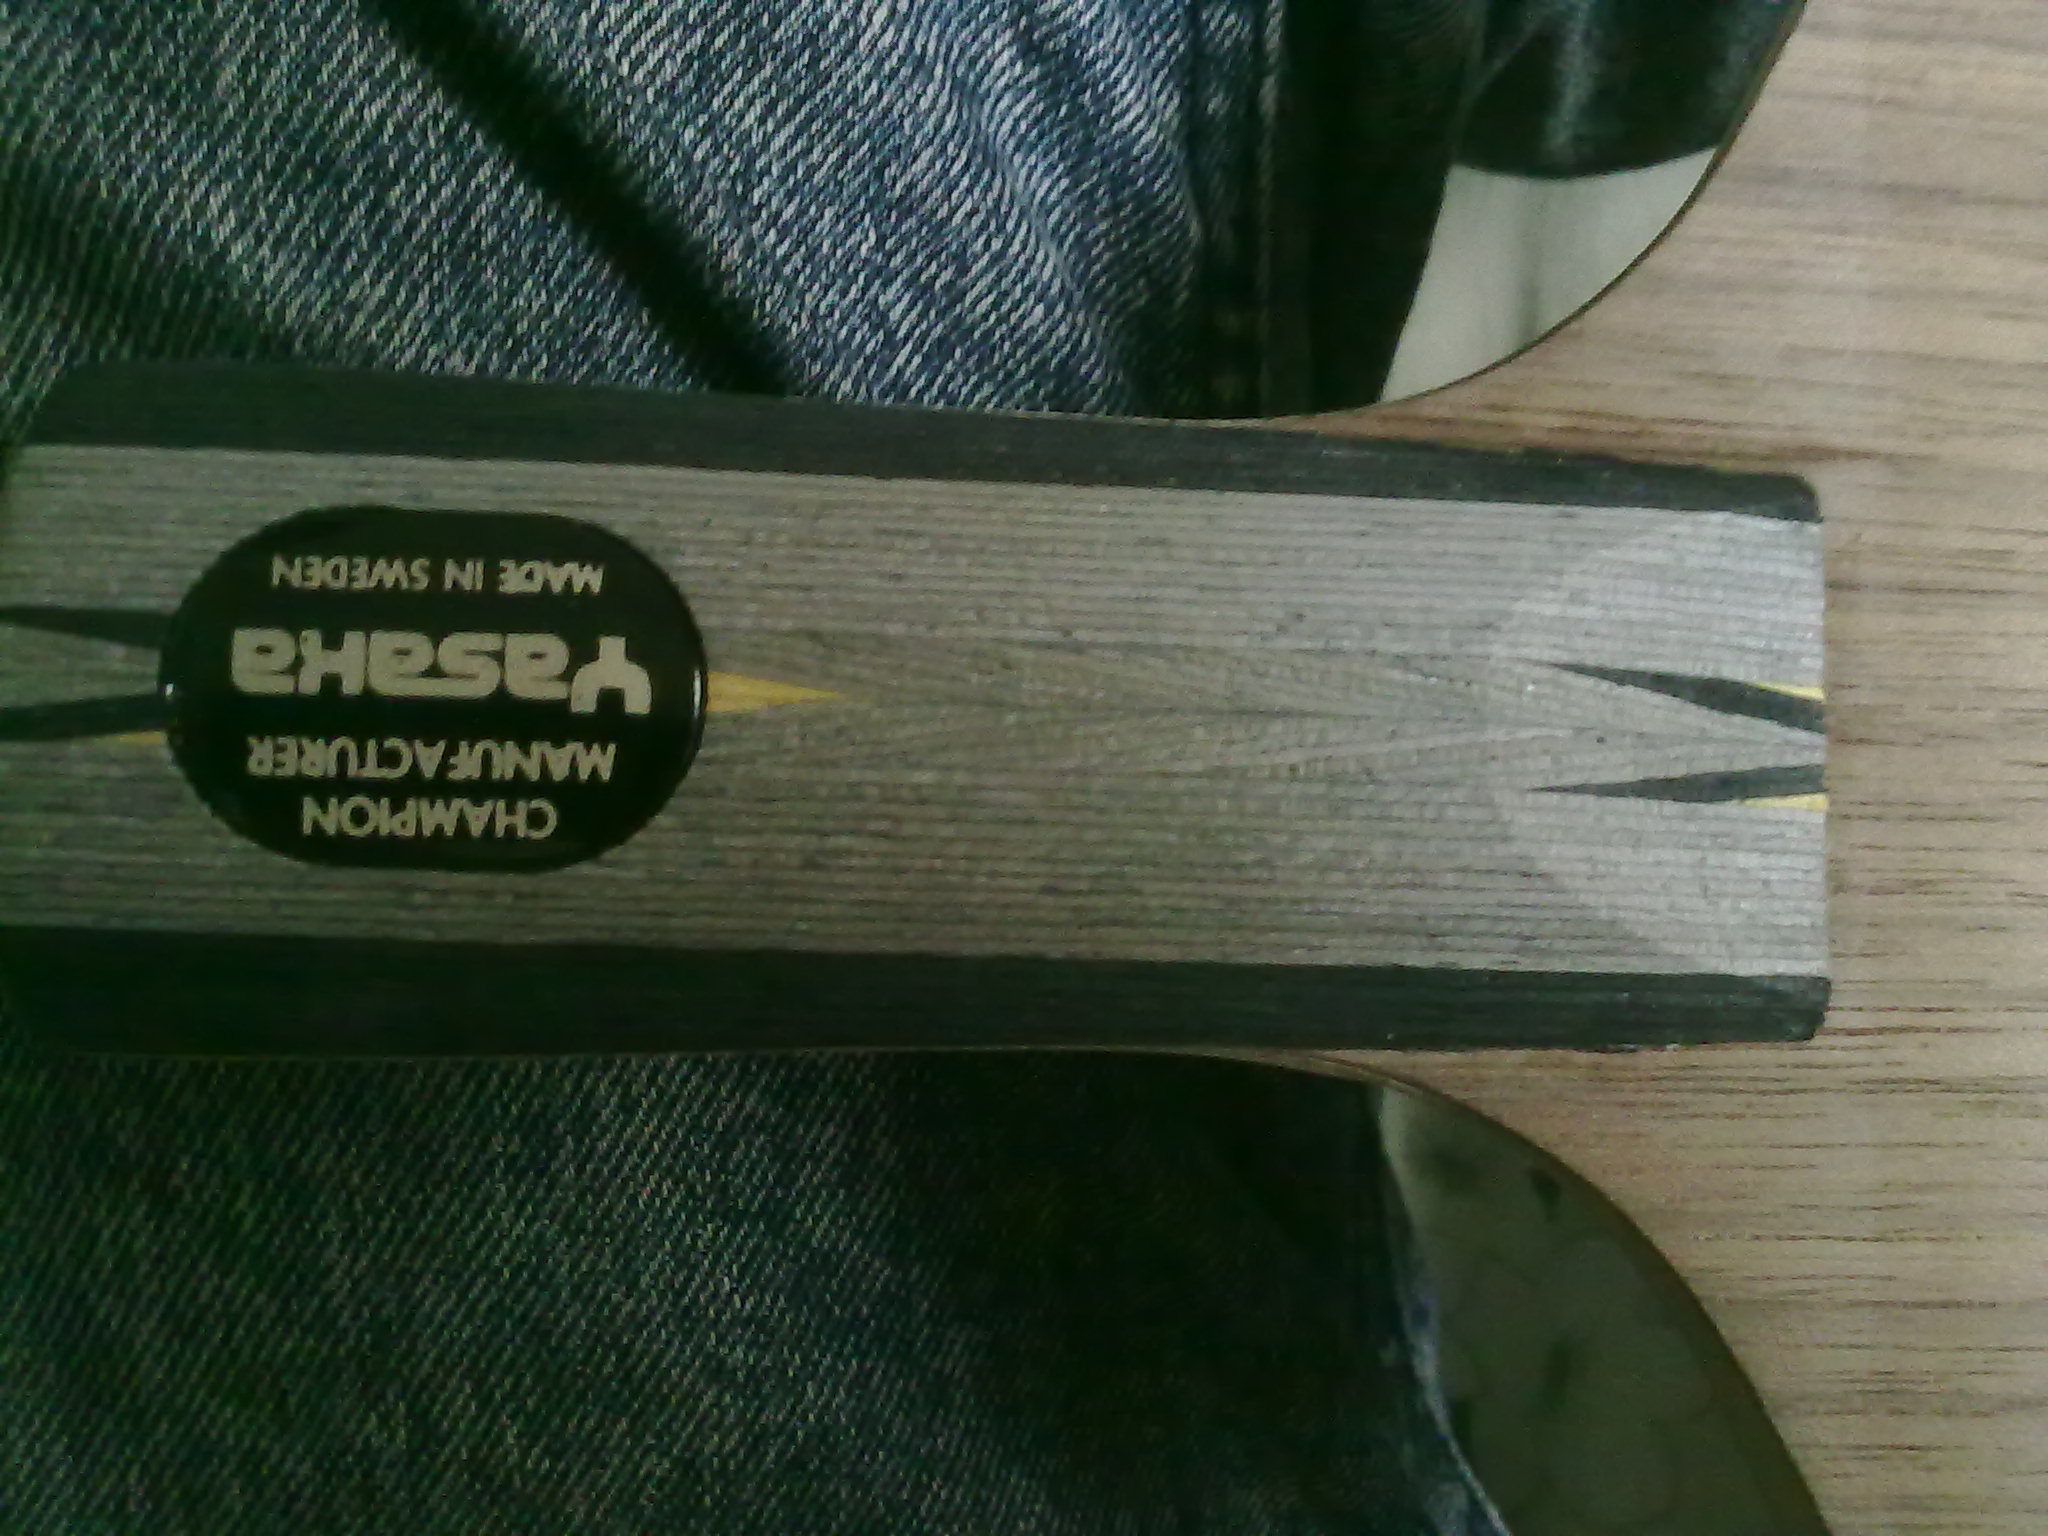 CHAMPION
MANUFACTURER
Yasaka
MADE IN SWEDEN